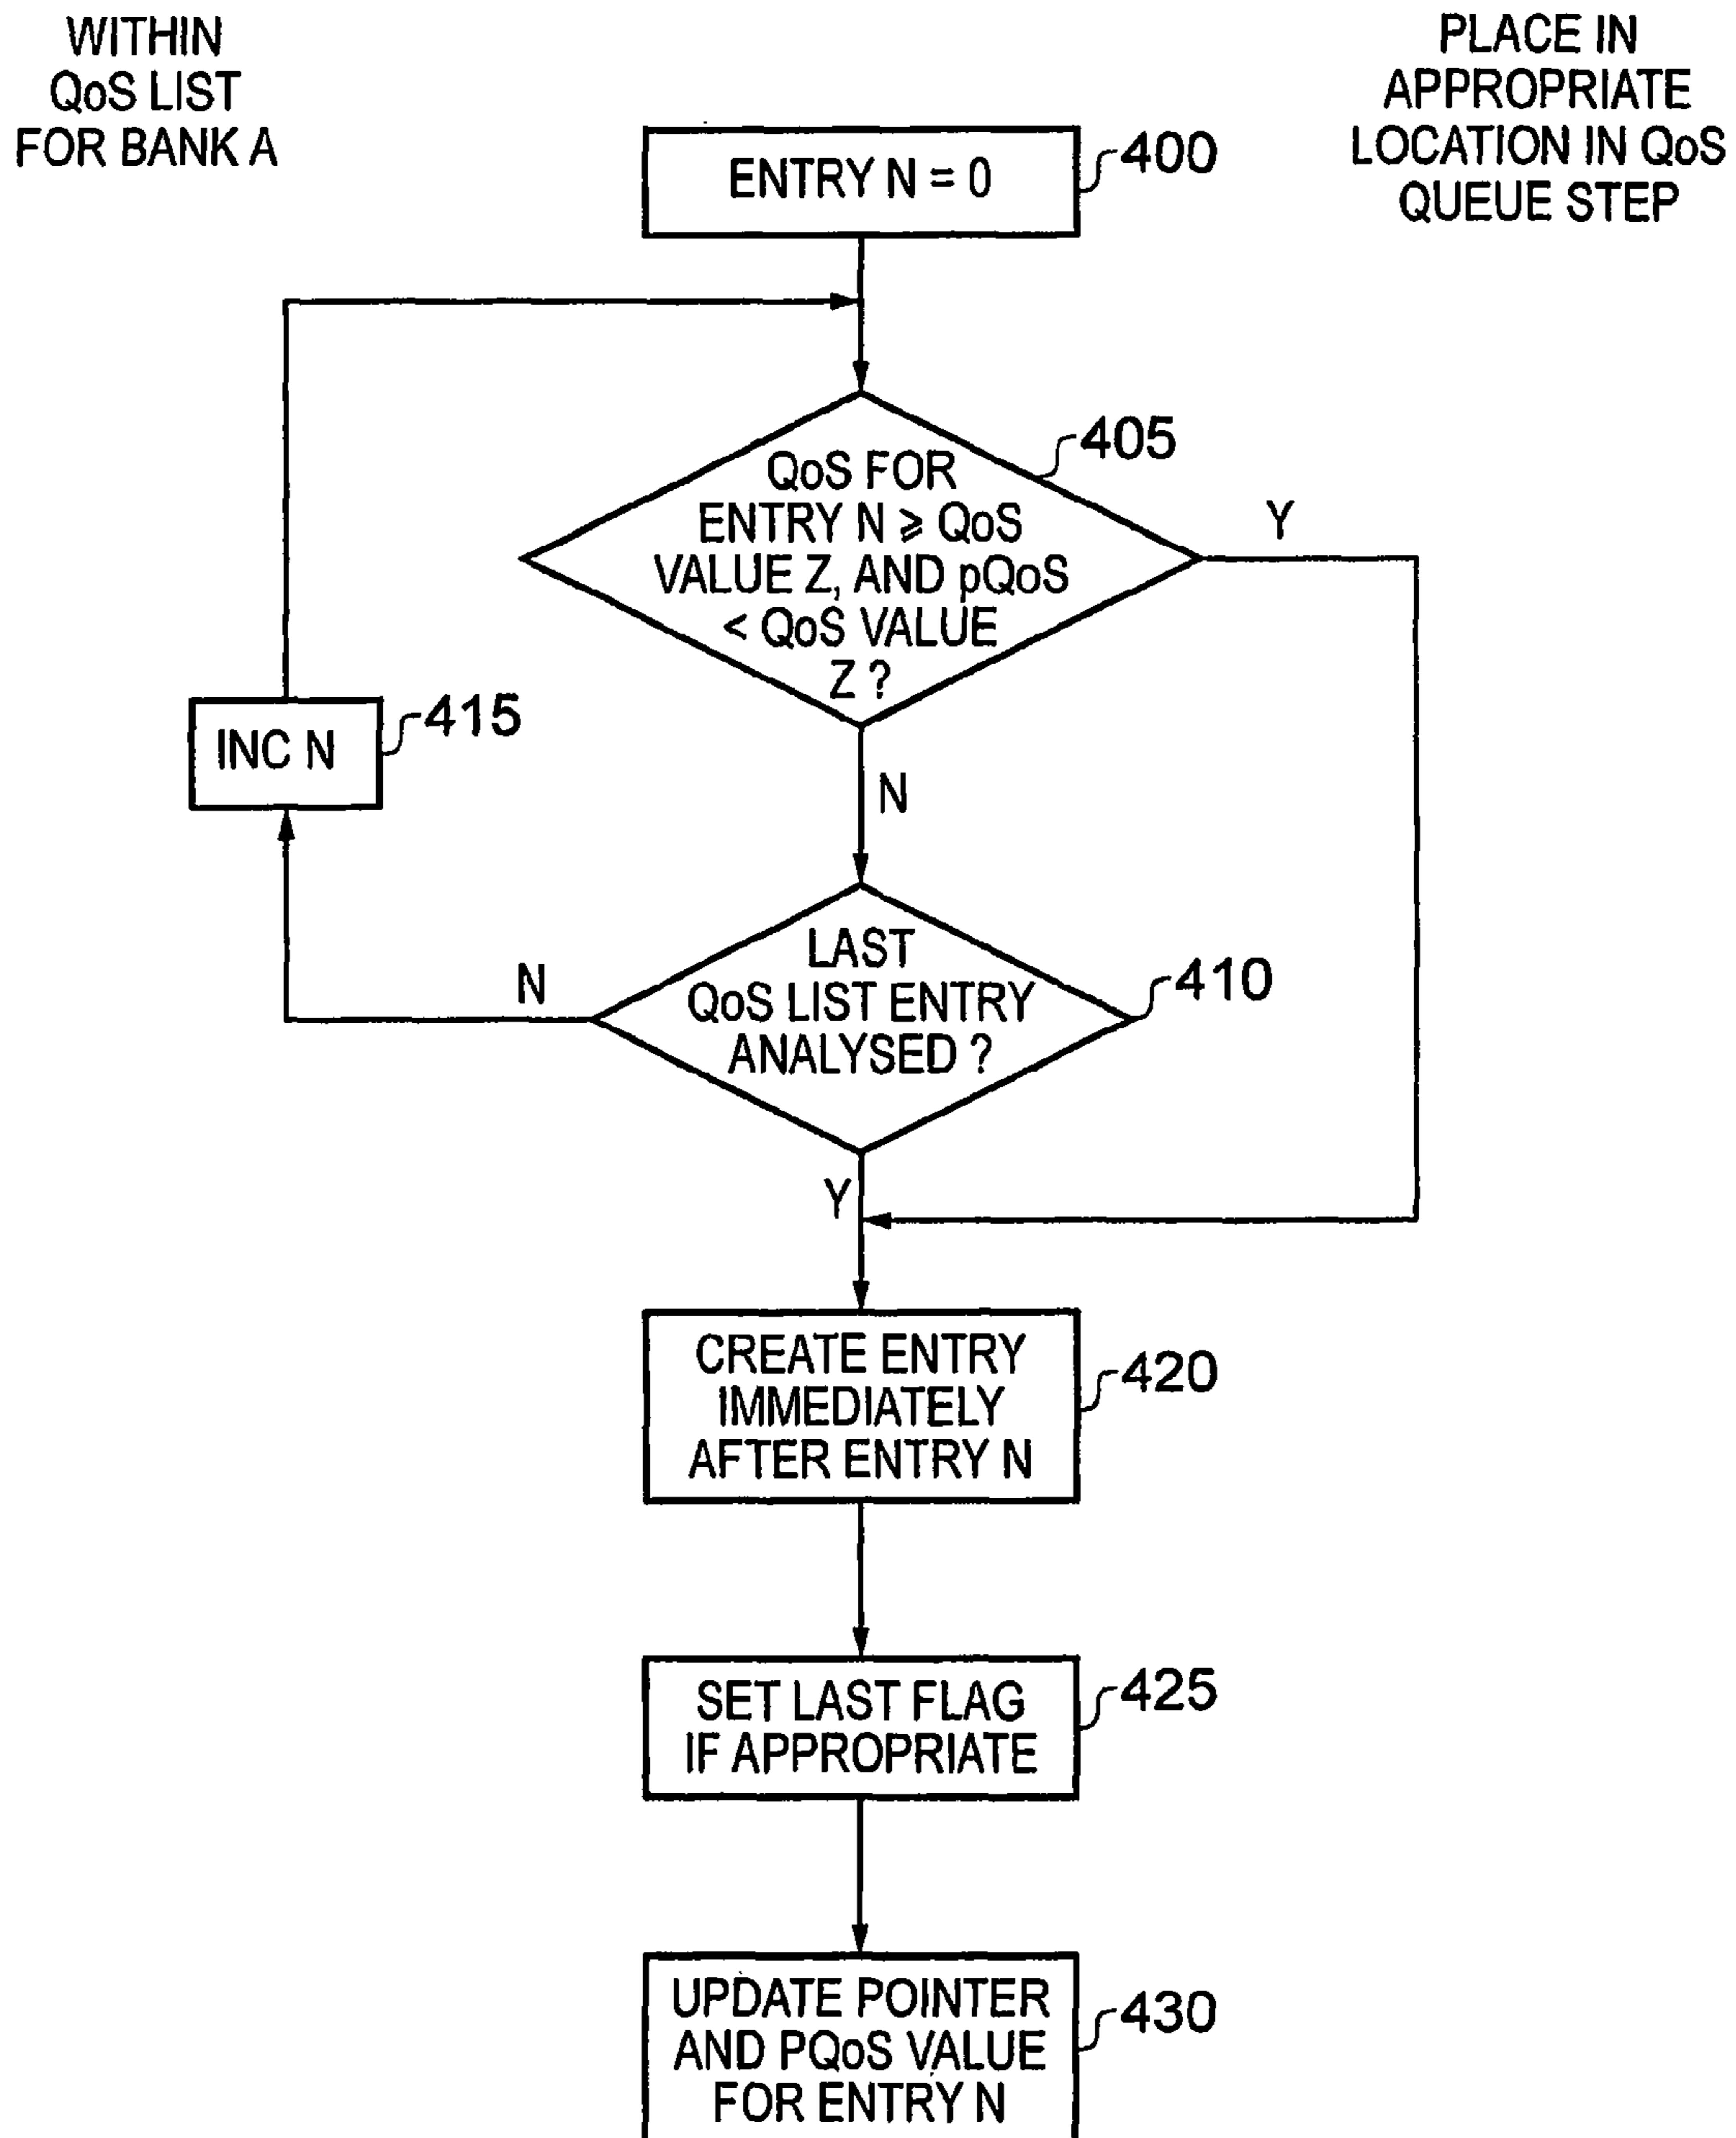 WITHIN
QoS LIST
FOR BANK A
PLACE IN
APPROPRIATE
LOCATION IN QoS
QUEUE STEP
ENTRY N = 0
400
QoS FOR
ENTRY N ⩾ QoS
VALUE Z, AND pQoS
< QoS VALUE
Z ?
405
Y
INC N
415
N
LAST
QoS LIST ENTRY
ANALYSED ?
410
N
Y
CREATE ENTRY
IMMEDIATELY
AFTER ENTRY N
420
SET LAST FLAG
IF APPROPRIATE
425
UPDATE POINTER
AND PQoS VALUE
FOR ENTRY N
430